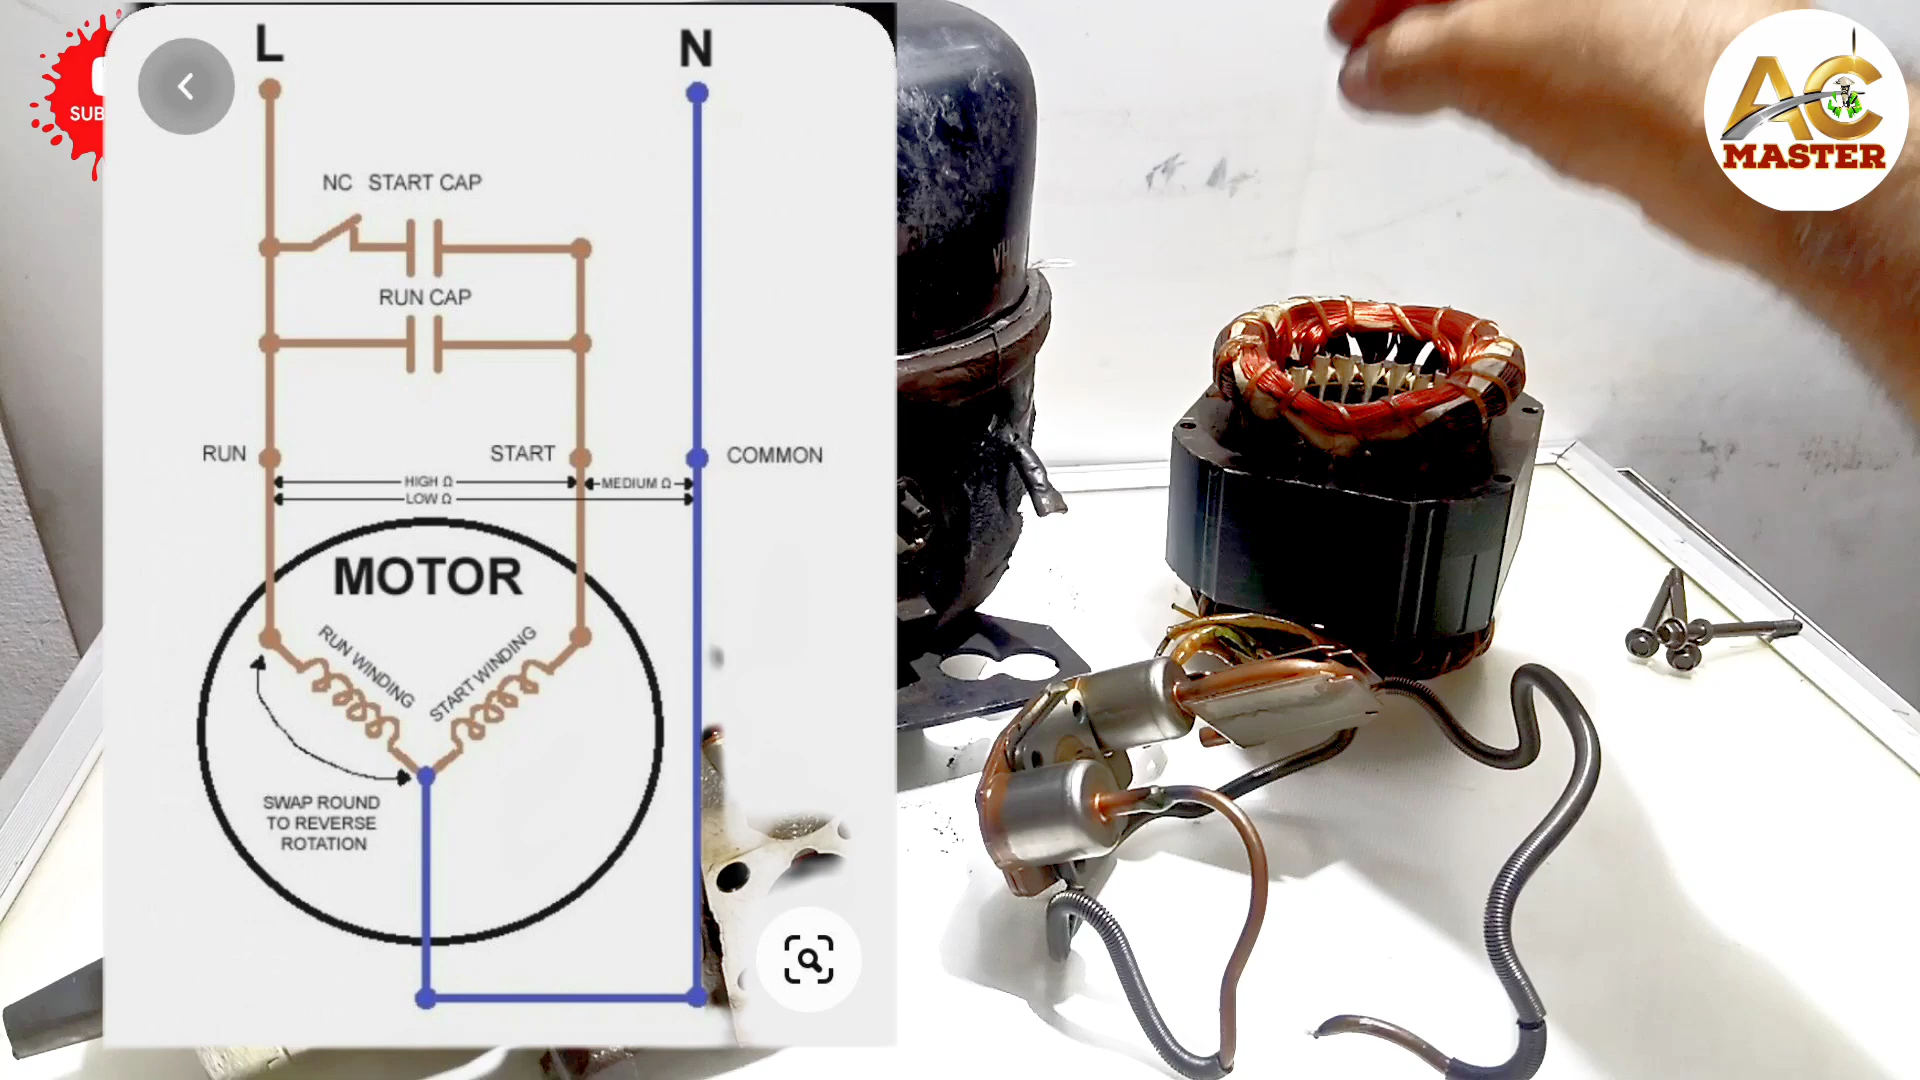 L
N
SUB
NC START CAP
RUN CAP
RUN
START
COMMON
HIGH Ω
MEDIUM Ω
LOW Ω
MOTOR
RUN WINDING
START WINDING
SWAP ROUND
TO REVERSE
ROTATION
VH
AC
MASTER